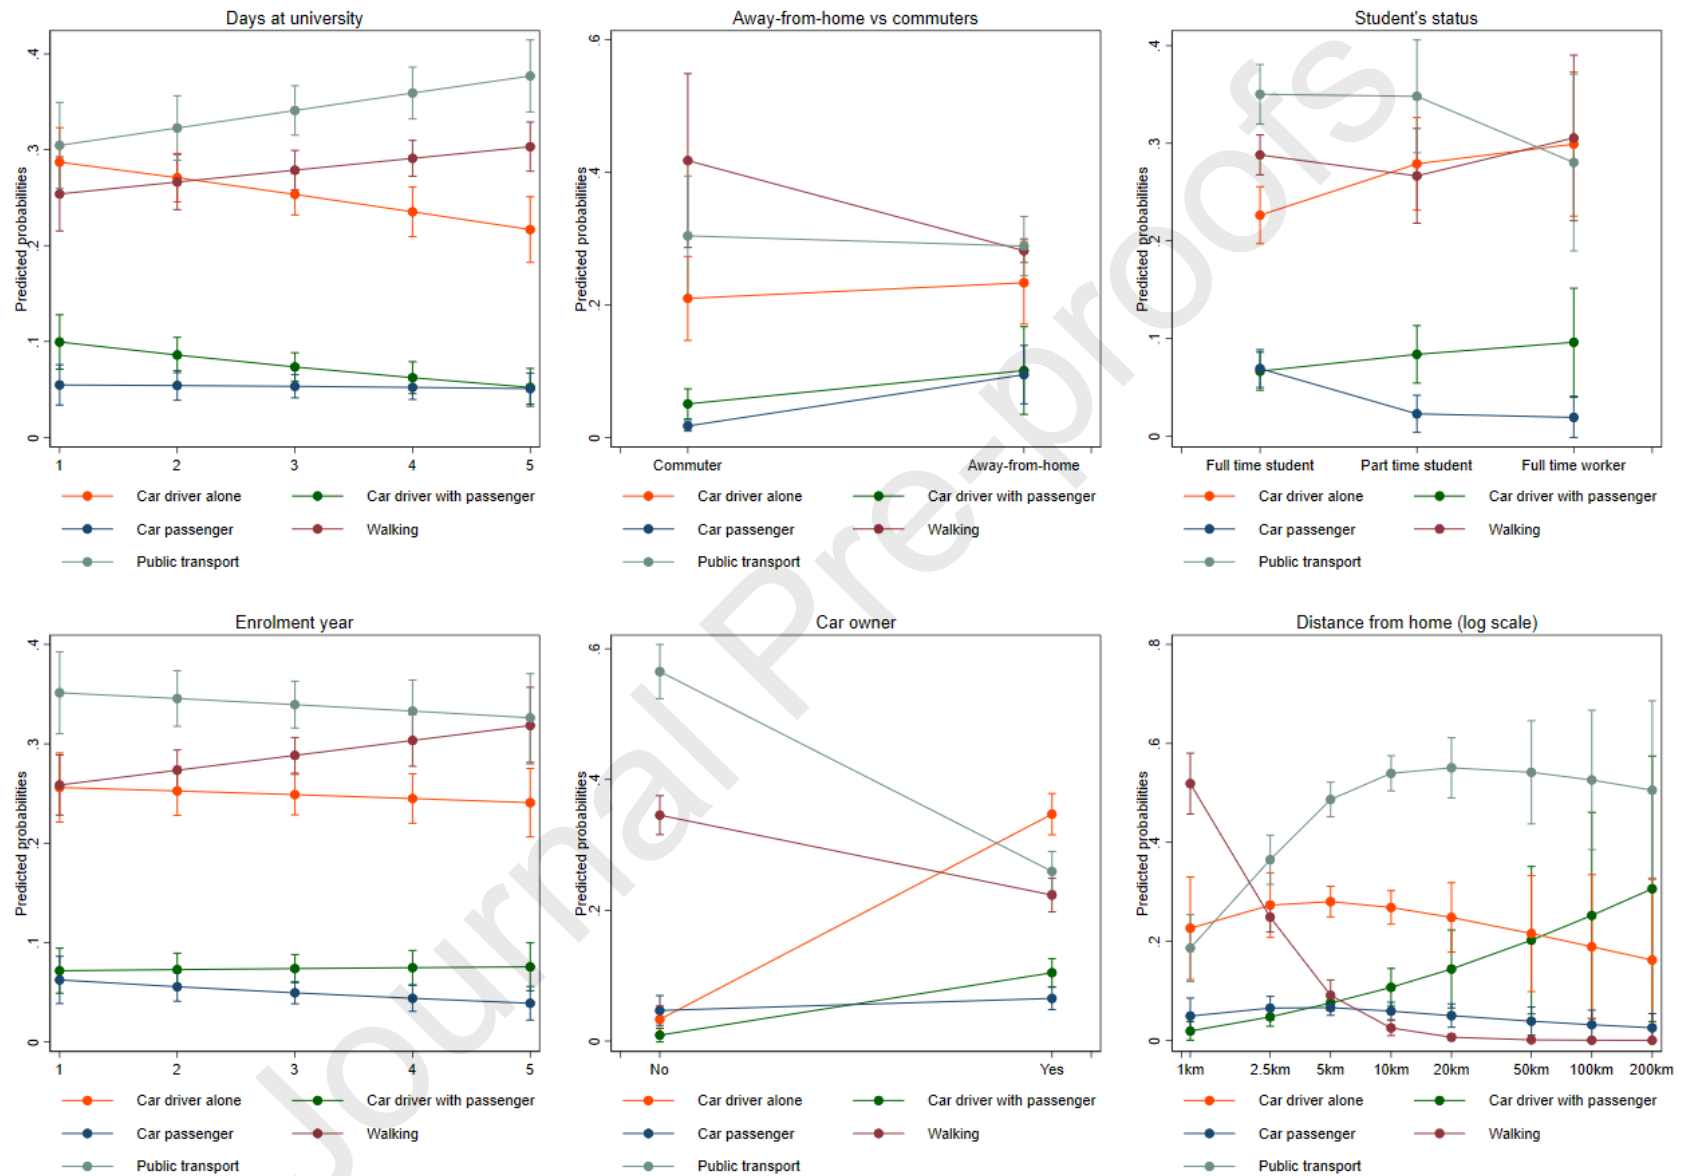 Days at university
Predicted probabilities
0 .1 .2 .3 .4
1 2 3 4 5
Car driver alone Car driver with passenger
Car passenger Walking
Public transport
Away-from-home vs commuters
Predicted probabilities
0 .2 .4 .6
Commuter Away-from-home
Car driver alone Car driver with passenger
Car passenger Walking
Public transport
Student's status
Predicted probabilities
0 .1 .2 .3 .4
Full time student Part time student Full time worker
Car driver alone Car driver with passenger
Car passenger Walking
Public transport
Enrolment year
Predicted probabilities
0 .1 .2 .3 .4
1 2 3 4 5
Car driver alone Car driver with passenger
Car passenger Walking
Public transport
Car owner
Predicted probabilities
0 .2 .4 .6
No Yes
Car driver alone Car driver with passenger
Car passenger Walking
Public transport
Distance from home (log scale)
Predicted probabilities
0 .2 .4 .6 .8
1km 2.5km 5km 10km 20km 50km 100km 200km
Car driver alone Car driver with passenger
Car passenger Walking
Public transport
Journal Pre-proofs